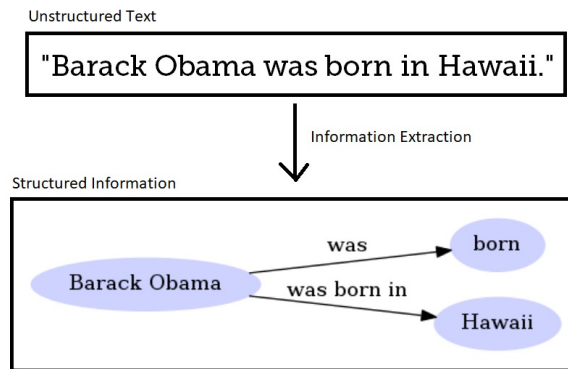 Unstructured Text
"Barack Obama was born in Hawaii."
Information Extraction
Structured Information
was
born
Barack Obama
was born in
Hawaii